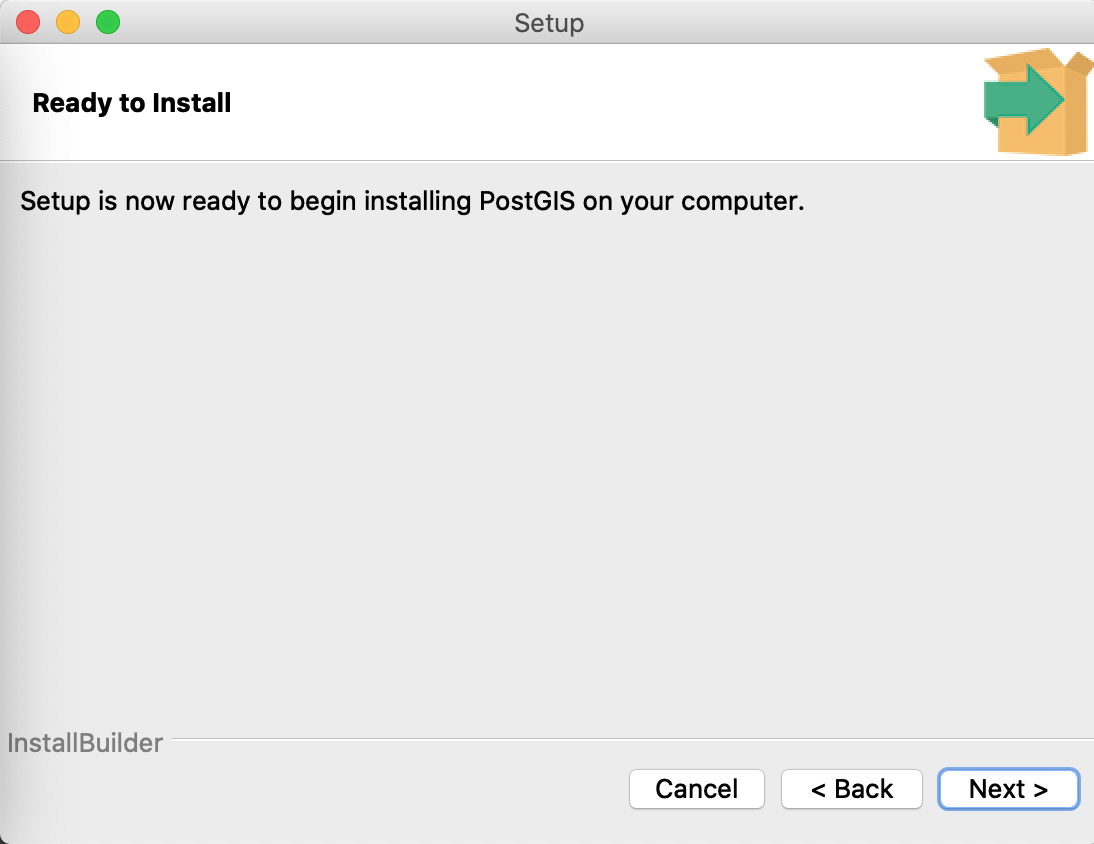 Setup
Ready to Install
Setup is now ready to begin installing PostGIS on your computer.
InstallBuilder
Cancel
< Back
Next >